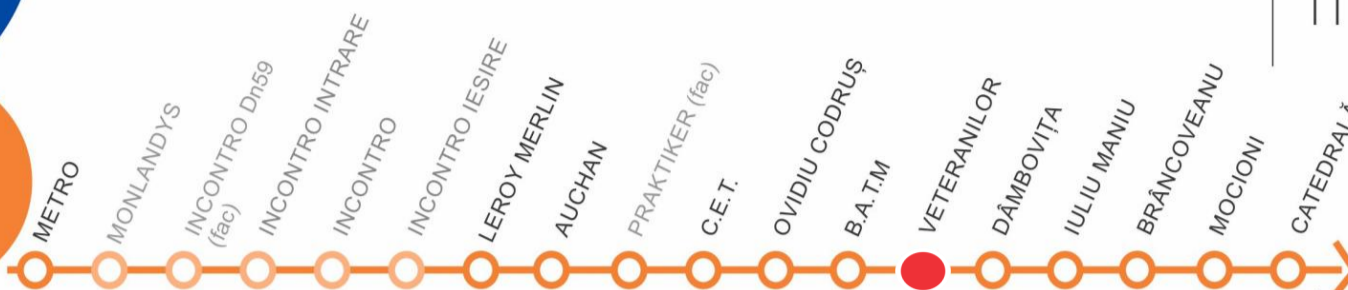 METRO
MONLANDYS
INCONTRO Dn59
(fac)
INCONTRO INTRARE
INCONTRO
INCONTRO IESIRE
LEROY MERLIN
AUCHAN
PRAKTIKER (fac)
C.E.T.
OVIDIU CODRUȘ
B.A.T.M
VETERANILOR
DÂMBOVIȚA
IULIU MANIU
BRÂNCOVEANU
MOCIONI
CATEDRALĂ